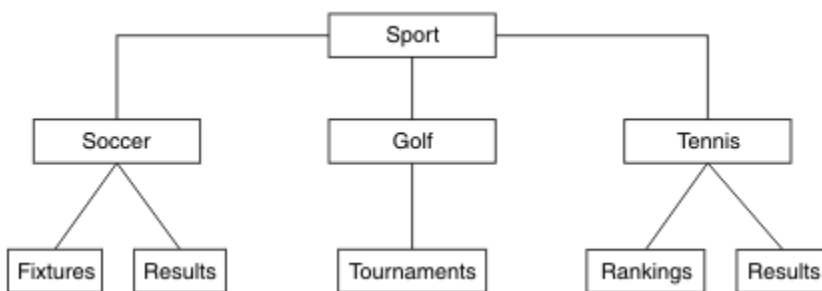 Sport
Soccer
Golf
Tennis
Fixtures
Results
Tournaments
Rankings
Results